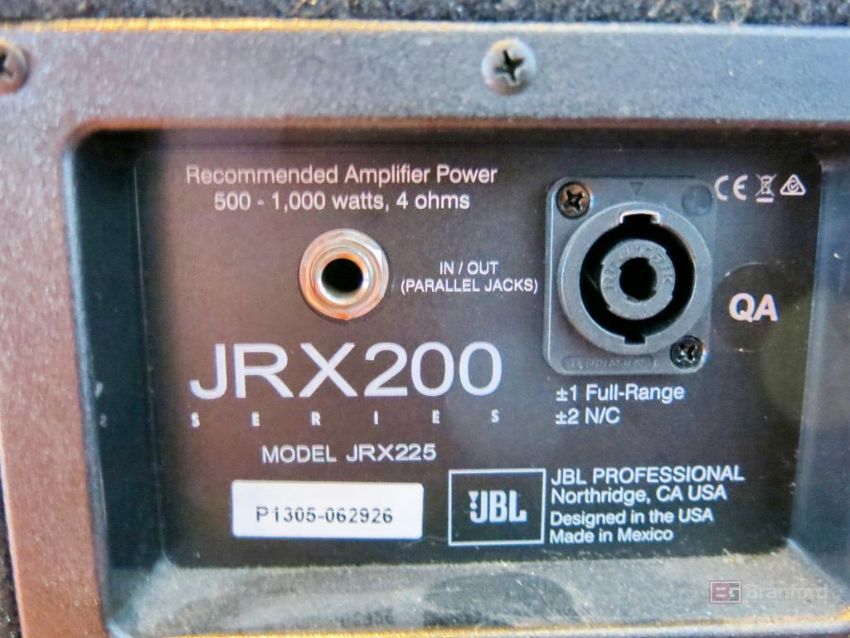 Recommended Amplifier Power
500 - 1,000 watts, 4 ohms
IN / OUT
(PARALLEL JACKS)
QA
JRX200
SERIES
±1 Full-Range
±2 N/C
MODEL JRX225
P1305-062926
JBL
JBL PROFESSIONAL
Northridge, CA USA
Designed in the USA
Made in Mexico
CE
NEUTRIK
BG Branford